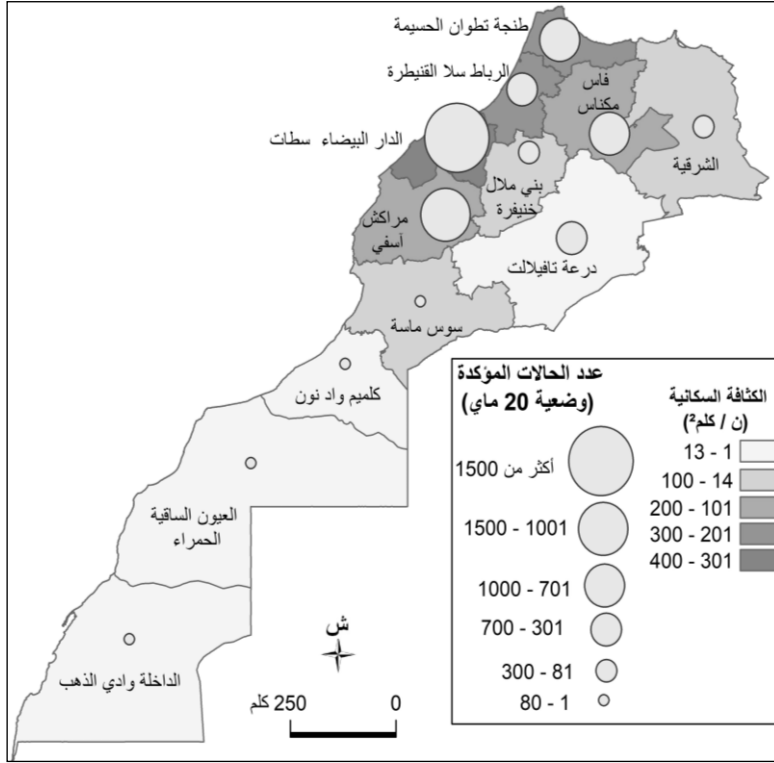 طنجة تطوان الحسيمة
الرباط سلا القنيطرة
فاس
مكناس
الدار البيضاء سطات
الشرقية
بني ملال
خنيفرة
مراكش
أسفي
درعة تافيلالت
سوس ماسة
كلميم واد نون
العيون الساقية
الحمراء
الداخلة وادي الذهب
ش
250 كلم 0
عدد الحالات المؤكدة
(وضعية 20 ماي)
أكثر من 1500
1500 - 1001
1000 - 701
700 - 301
300 - 81
80 - 1
الكثافة السكانية
(ن / كلم²)
13 - 1
100 - 14
200 - 101
300 - 201
400 - 301